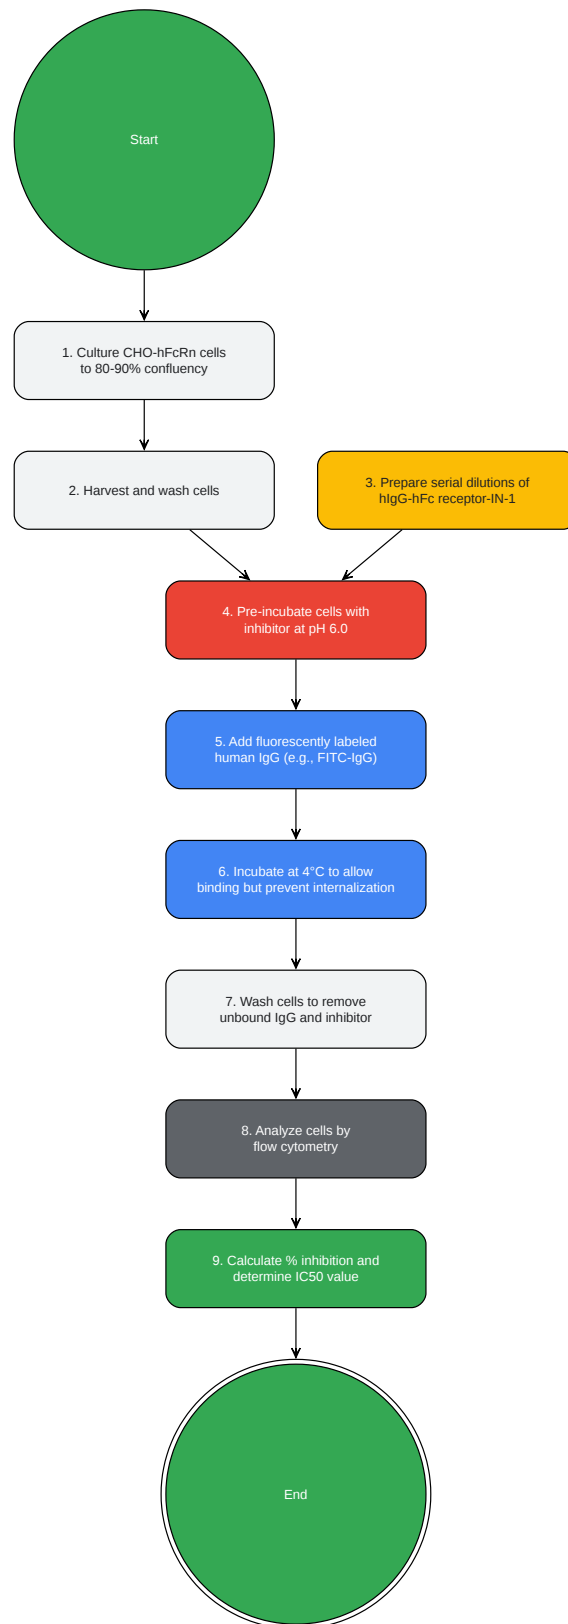 Start
1. Culture CHO-hFcRn cells
to 80-90% confluency
2. Harvest and wash cells
3. Prepare serial dilutions of
hIgG-hFc receptor-IN-1
4. Pre-incubate cells with
inhibitor at pH 6.0
5. Add fluorescently labeled
human IgG (e.g., FITC-IgG)
6. Incubate at 4°C to allow
binding but prevent internalization
7. Wash cells to remove
unbound IgG and inhibitor
8. Analyze cells by
flow cytometry
9. Calculate % inhibition and
determine IC50 value
End